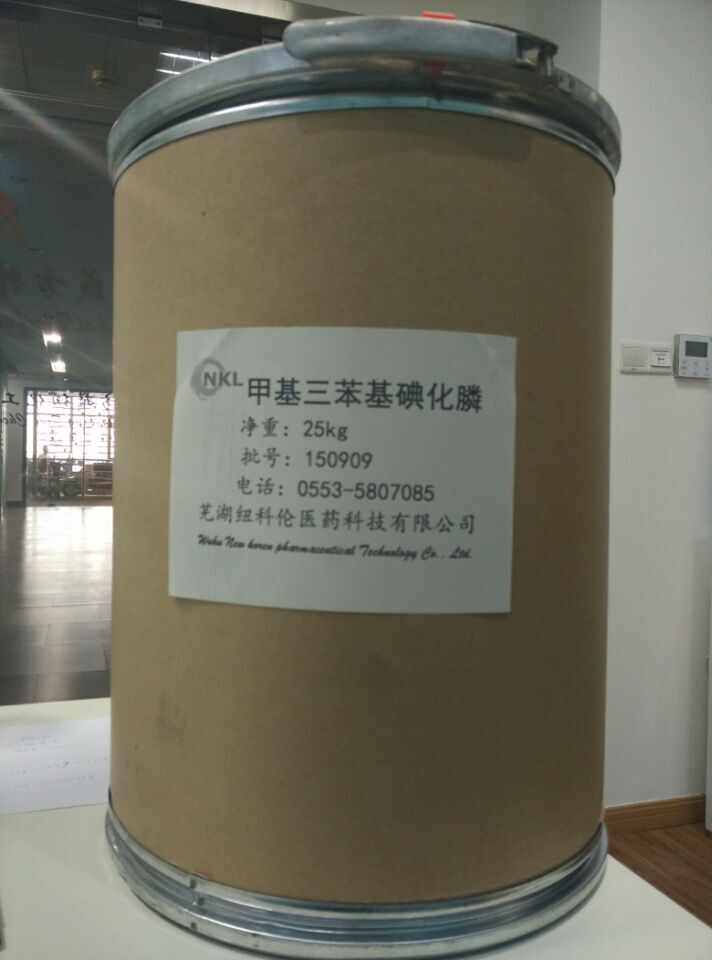 NKL 甲基三苯基碘化膦
净重：25kg
批号：150909
电话：0553-5807085
芜湖纽科伦医药科技有限公司
Wuhu New koren pharmaceutical Technology Co., Ltd.